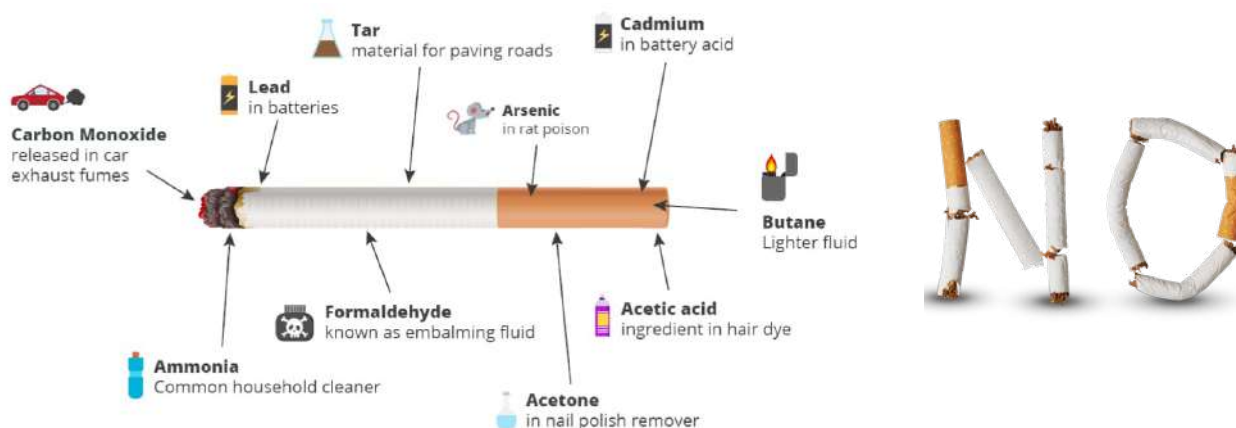 Tar
material for paving roads
Cadmium
in battery acid
Lead
in batteries
Arsenic
in rat poison
Carbon Monoxide
released in car
exhaust fumes
Butane
Lighter fluid
Formaldehyde
known as embalming fluid
Acetic acid
ingredient in hair dye
Ammonia
Common household cleaner
Acetone
in nail polish remover
NO